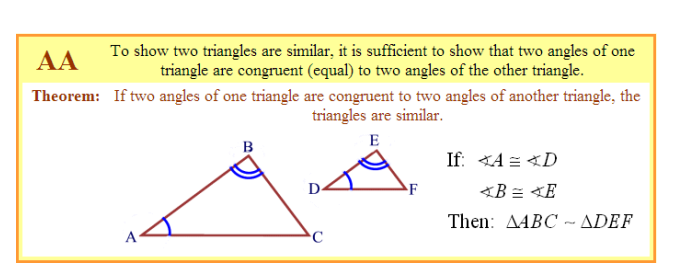 AA
To show two triangles are similar, it is sufficient to show that two angles of one
triangle are congruent (equal) to two angles of the other triangle.
Theorem: If two angles of one triangle are congruent to two angles of another triangle, the
triangles are similar.
B
E
D
F
A
C
If: ∢A ≅ ∢D
∢B ≅ ∢E
Then: ΔABC ~ ΔDEF